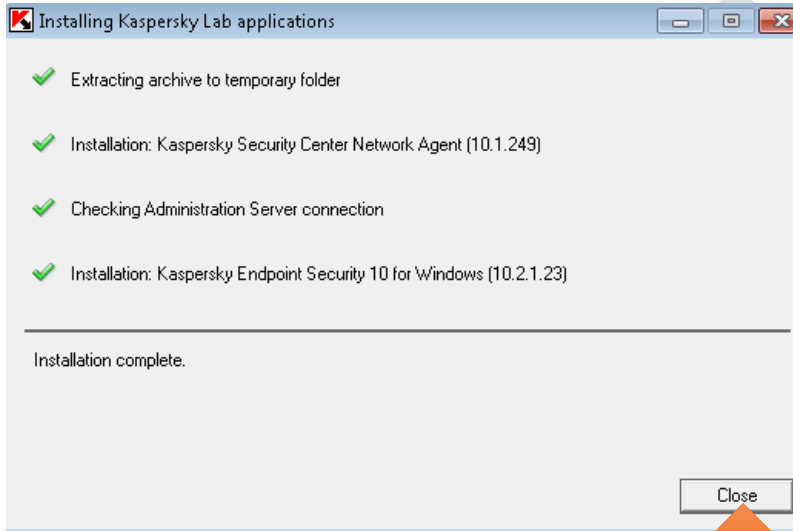 Installing Kaspersky Lab applications
Extracting archive to temporary folder
Installation: Kaspersky Security Center Network Agent (10.1.249)
Checking Administration Server connection
Installation: Kaspersky Endpoint Security 10 for Windows (10.2.1.23)
Installation complete.
Close